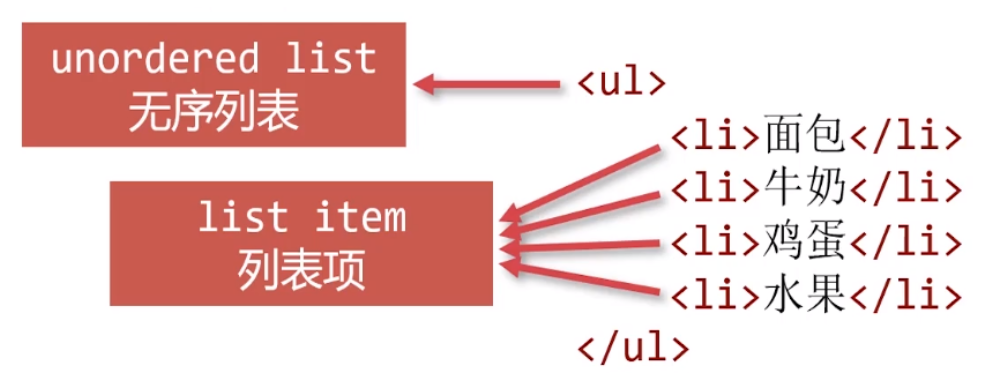 unordered list
无序列表
<ul>
<li>面包</li>
list item
列表项
<li>牛奶</li>
<li>鸡蛋</li>
<li>水果</li>
</ul>